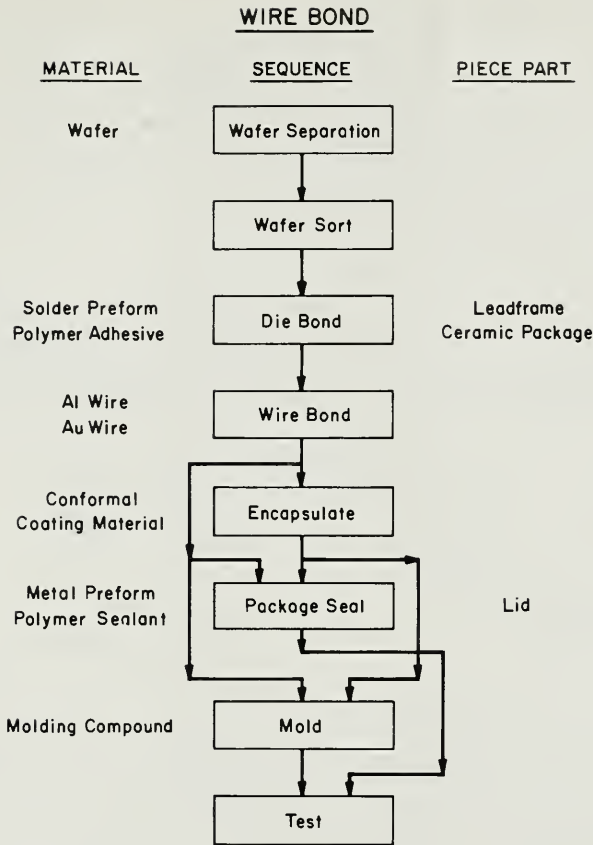 WIRE BOND
MATERIAL SEQUENCE PIECE PART
Wafer Wafer Separation
Wafer Sort
Solder Preform
Polymer Adhesive
Die Bond
Leadframe
Ceramic Package
Al Wire
Au Wire
Wire Bond
Conformal
Coating Material
Encapsulate
Metal Preform
Polymer Sealant
Package Seal
Lid
Molding Compound Mold
Test